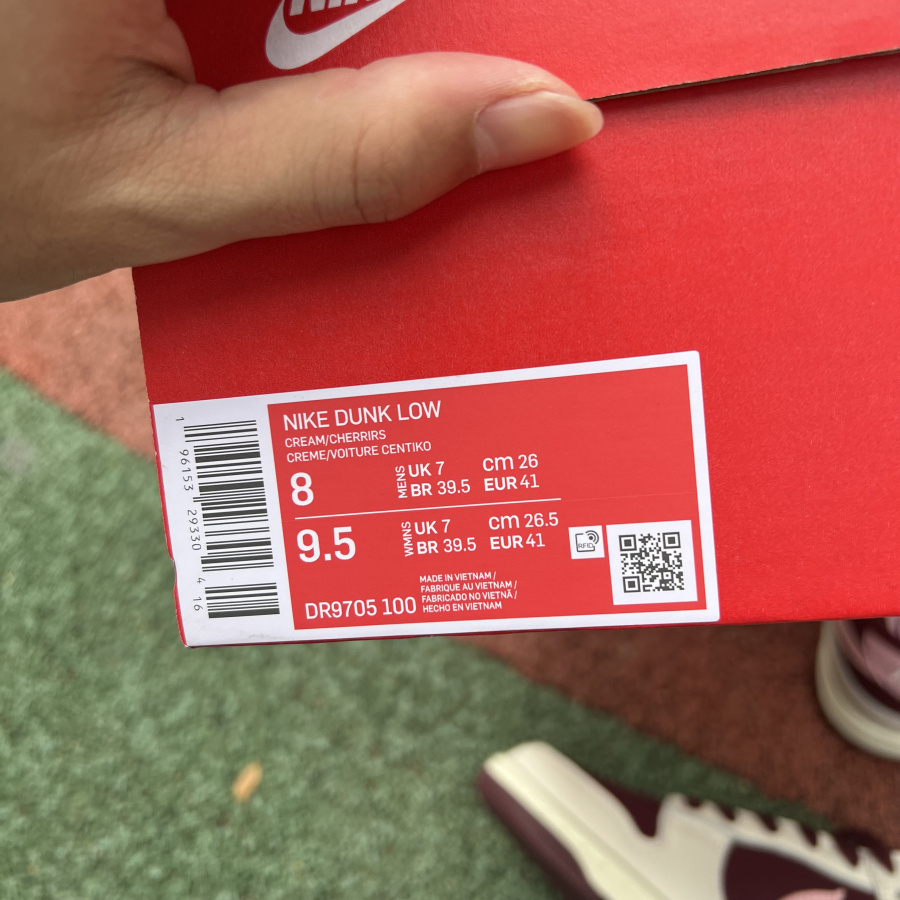 NIKE
NIKE DUNK LOW
CREAM/CHERRIRS
CREME/VOITURE CENTIKO
8
MENS
UK 7
cm 26
BR 39.5
EUR 41
9.5
WMNS
UK 7
cm 26.5
BR 39.5
EUR 41
RFID
MADE IN VIETNAM /
FABRIQUE AU VIETNAM /
FABRICADO NO VIETNÃ /
HECHO EN VIETNAM
DR9705 100
1 96153 29330 4 16